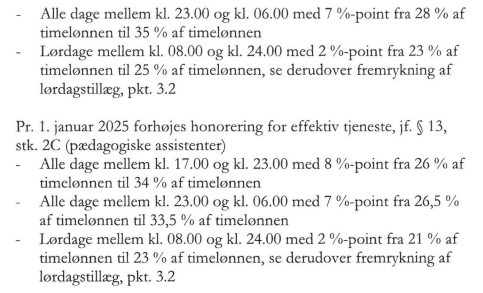 - Alle dage mellem kl. 23.00 og kl. 06.00 med 7 %-point fra 28 % af
timelønnen til 35 % af timelønnen
- Lørdage mellem kl. 08.00 og kl. 24.00 med 2 %-point fra 23 % af
timelønnen til 25 % af timelønnen, se derudover fremrykning af
lørdagstillæg, pkt. 3.2
Pr. 1. januar 2025 forhøjes honorering for effektiv tjeneste, jf. § 13,
stk. 2C (pædagogiske assistenter)
- Alle dage mellem kl. 17.00 og kl. 23.00 med 8 %-point fra 26 % af
timelønnen til 34 % af timelønnen
- Alle dage mellem kl. 23.00 og kl. 06.00 med 7 %-point fra 26,5 %
af timelønnen til 33,5 % af timelønnen
- Lørdage mellem kl. 08.00 og kl. 24.00 med 2 %-point fra 21 % af
timelønnen til 23 % af timelønnen, se derudover fremrykning af
lørdagstillæg, pkt. 3.2